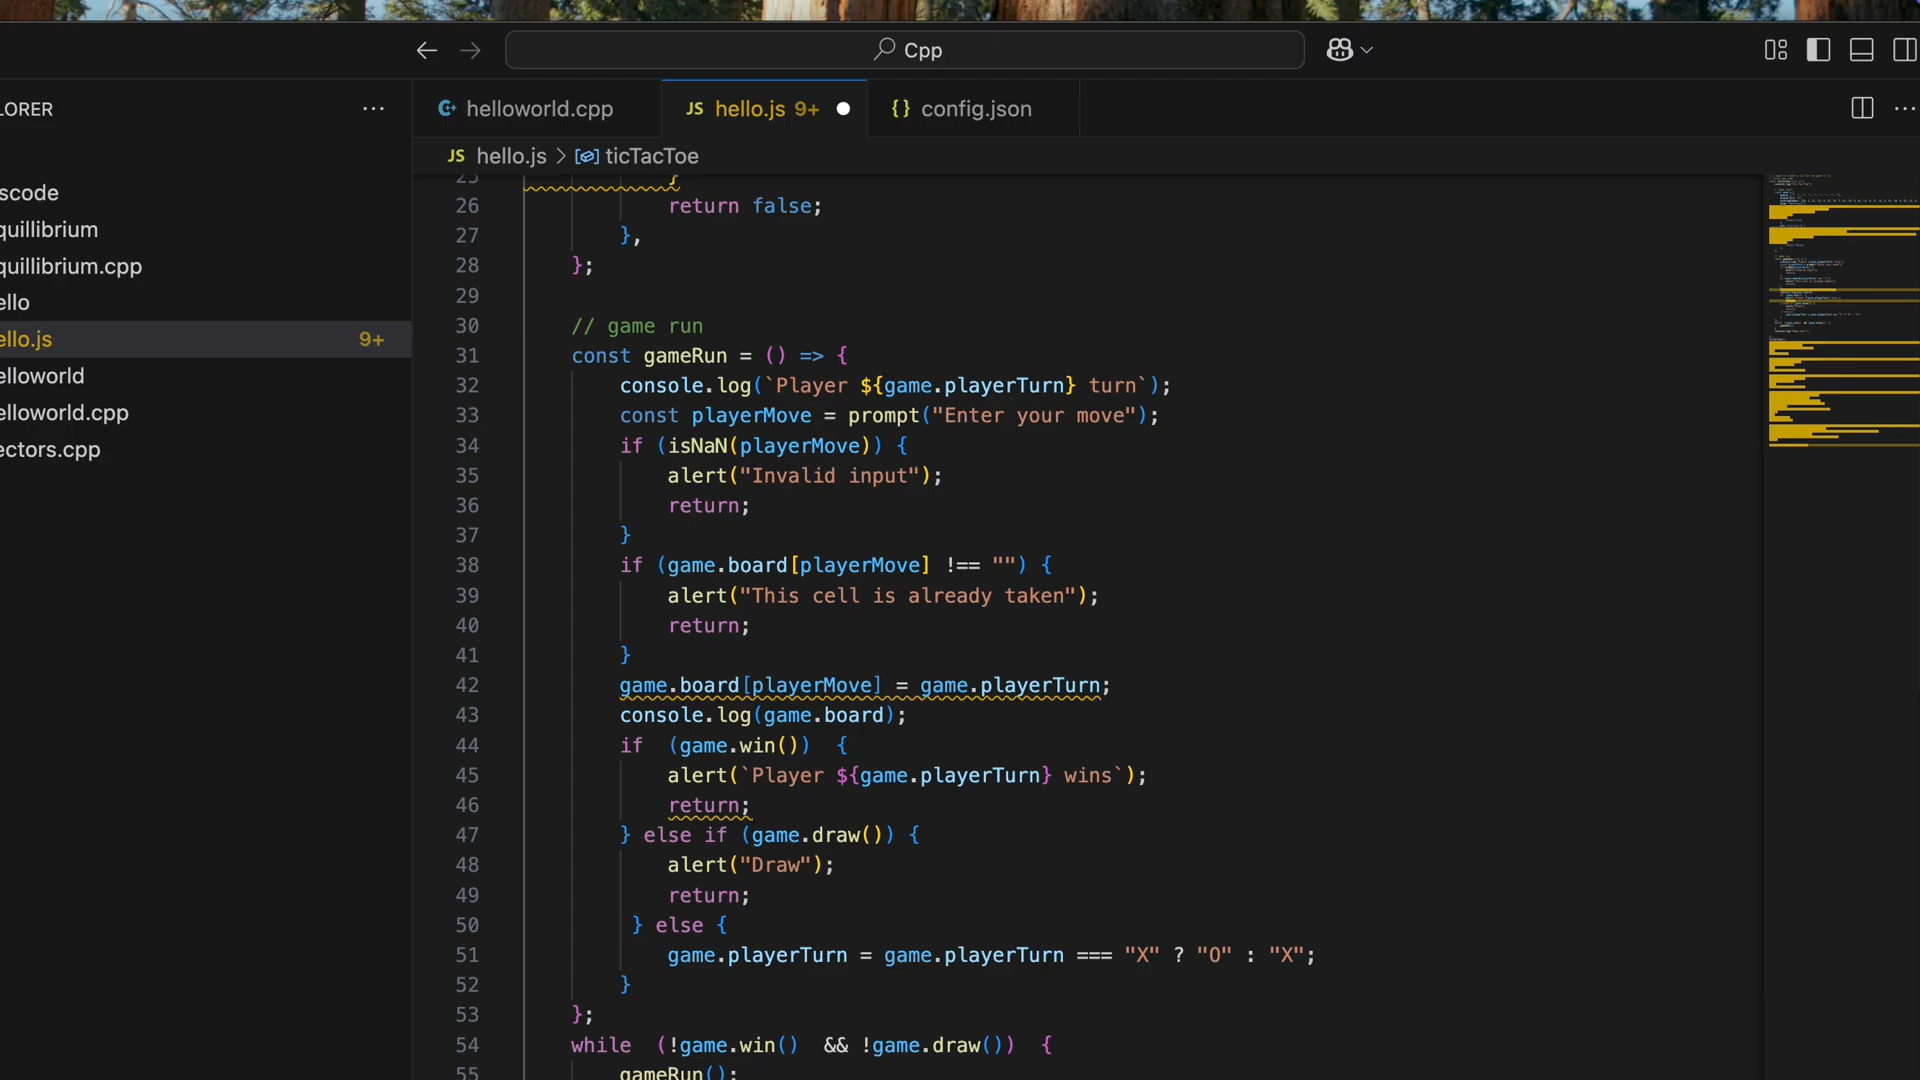 Cpp
LORER
helloworld.cpp
JS hello.js 9+
{} config.json
JS hello.js > ticTacToe
scode
quillibrium
quillibrium.cpp
ello
ello.js 9+
elloworld
elloworld.cpp
ectors.cpp
25 }
26 return false;
27 },
28 };
29
30 // game run
31 const gameRun = () => {
32 console.log(`Player ${game.playerTurn} turn`);
33 const playerMove = prompt("Enter your move");
34 if (isNaN(playerMove)) {
35 alert("Invalid input");
36 return;
37 }
38 if (game.board[playerMove] !== "") {
39 alert("This cell is already taken");
40 return;
41 }
42 game.board[playerMove] = game.playerTurn;
43 console.log(game.board);
44 if (game.win()) {
45 alert(`Player ${game.playerTurn} wins`);
46 return;
47 } else if (game.draw()) {
48 alert("Draw");
49 return;
50 } else {
51 game.playerTurn = game.playerTurn === "X" ? "O" : "X";
52 }
53 };
54 while (!game.win() && !game.draw()) {
55 gameRun();